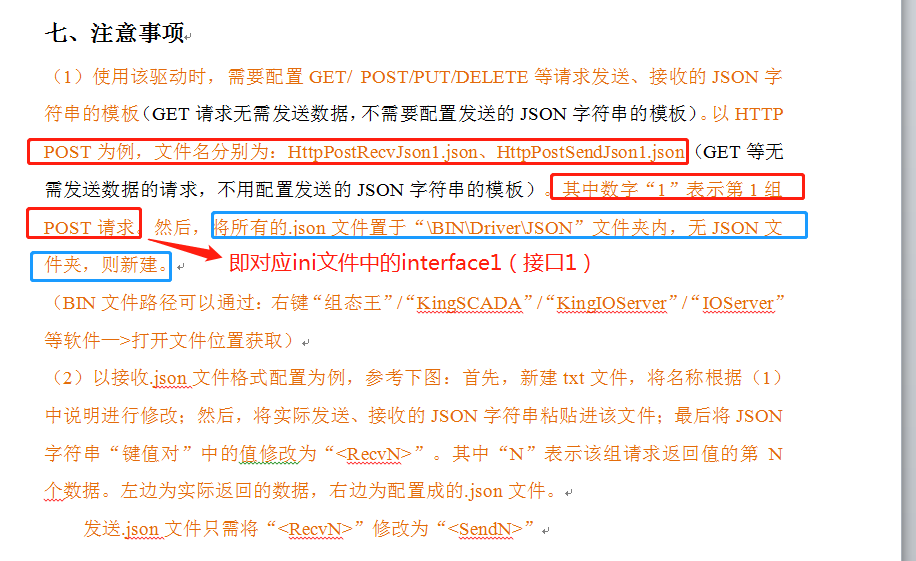 七、注意事项
（1）使用该驱动时，需要配置 GET/ POST/PUT/DELETE 等请求发送、接收的 JSON 字
符串的模板（GET 请求无需发送数据，不需要配置发送的 JSON 字符串的模板）。以 HTTP
POST 为例，文件名分别为：HttpPostRecvJson1.json、HttpPostSendJson1.json（GET 等无
需发送数据的请求，不用配置发送的 JSON 字符串的模板）。其中数字“1”表示第 1 组
POST 请求。然后，将所有的.json 文件置于“\BIN\Driver\JSON”文件夹内，无 JSON 文
件夹，则新建。
即对应ini文件中的interface1（接口1）
（BIN 文件路径可以通过：右键“组态王”/“KingSCADA”/“KingIOServer”/“IOServer”
等软件—>打开文件位置获取）
（2）以接收.json 文件格式配置为例，参考下图：首先，新建 txt 文件，将名称根据（1）
中说明进行修改；然后，将实际发送、接收的 JSON 字符串粘贴进该文件；最后将 JSON
字符串“键值对”中的值修改为“<RecvN>”。其中“N”表示该组请求返回值的第 N
个数据。左边为实际返回的数据，右边为配置成的.json 文件。
发送.json 文件只需将“<RecvN>”修改为“<SendN>”